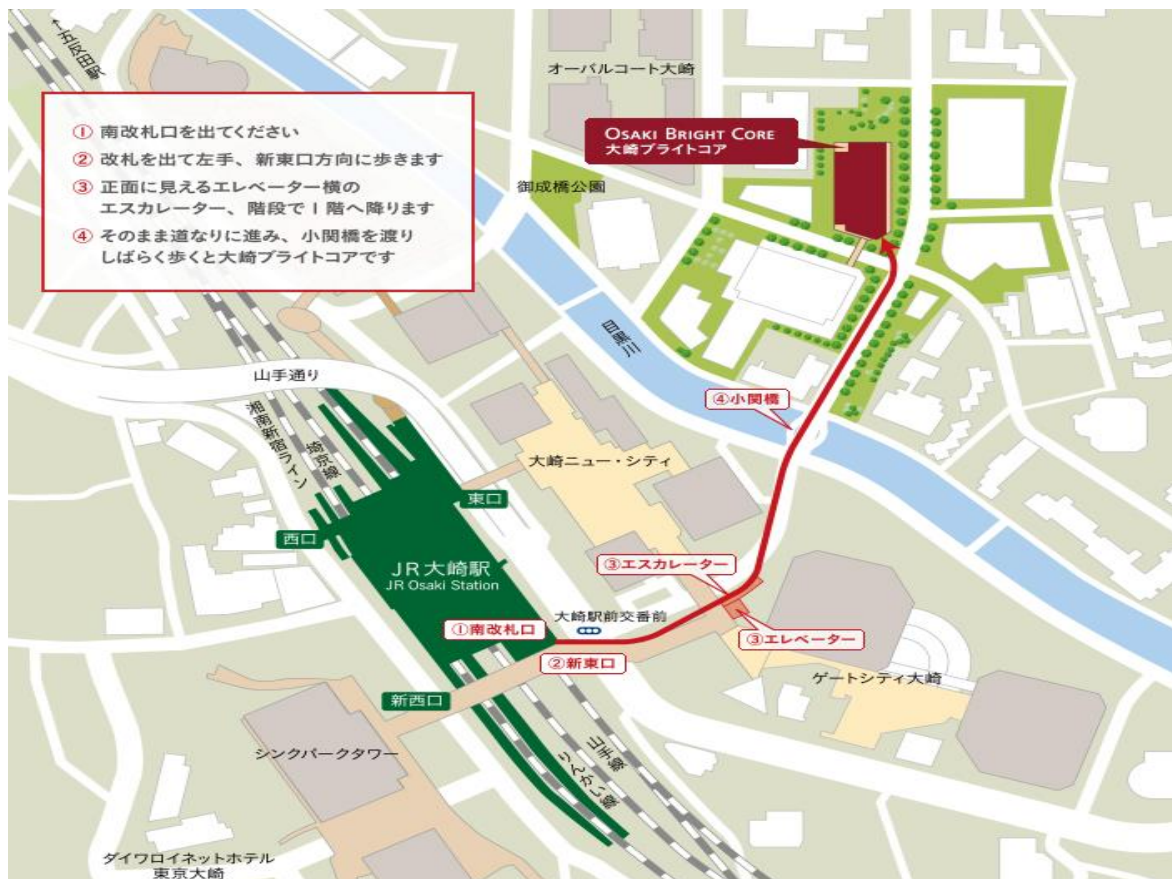 ←五反田駅
① 南改札口を出てください
② 改札を出て左手、新東口方向に歩きます
③ 正面に見えるエレベーター横の
エスカレーター、階段で1階へ降ります
④ そのまま道なりに進み、小関橋を渡り
しばらく歩くと大崎ブライトコアです
オーバルコート大崎
OSAKI BRIGHT CORE
大崎ブライトコア
御成橋公園
目黒川
山手通り
湘南新宿ライン
埼京線
④小関橋
大崎ニュー・シティ
東口
西口
JR大崎駅
JR Osaki Station
③エスカレーター
大崎駅前交番前
①南改札口
③エレベーター
②新東口
ゲートシティ大崎
新西口
シンクパークタワー
山手線
りんかい線
ダイワロイネットホテル
東京大崎